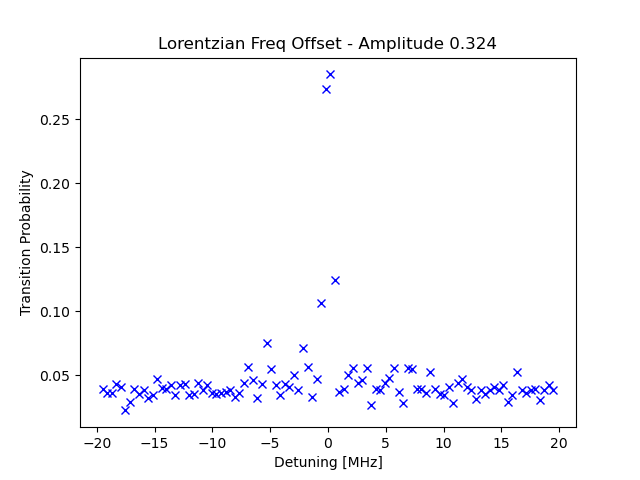 Lorentzian Freq Offset - Amplitude 0.324
Transition Probability
0.25
0.20
0.15
0.10
0.05
−20 −15 −10 −5 0 5 10 15 20
Detuning [MHz]